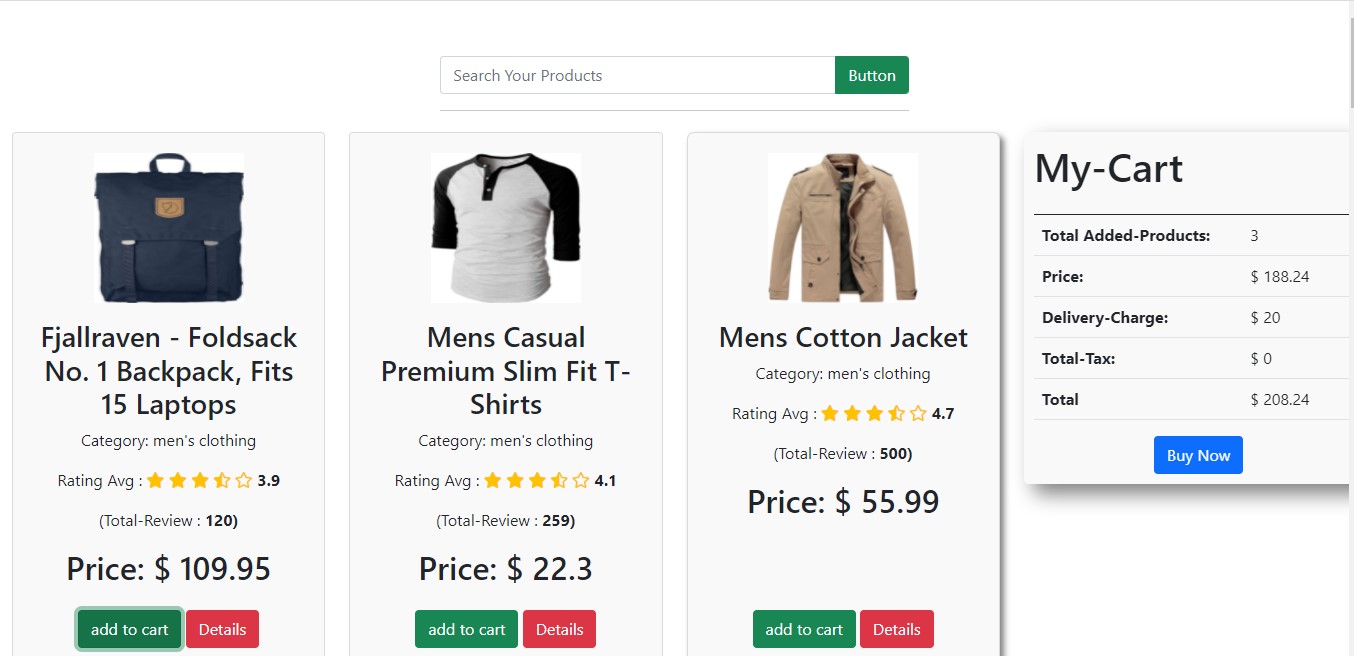 Search Your Products
Button
Fjallraven - Foldsack
No. 1 Backpack, Fits
15 Laptops
Category: men's clothing
Rating Avg : 3.9
(Total-Review : 120)
Price: $ 109.95
add to cart
Details
Mens Casual
Premium Slim Fit T-
Shirts
Category: men's clothing
Rating Avg : 4.1
(Total-Review : 259)
Price: $ 22.3
add to cart
Details
Mens Cotton Jacket
Category: men's clothing
Rating Avg : 4.7
(Total-Review : 500)
Price: $ 55.99
add to cart
Details
My-Cart
Total Added-Products: 3
Price: $ 188.24
Delivery-Charge: $ 20
Total-Tax: $ 0
Total $ 208.24
Buy Now